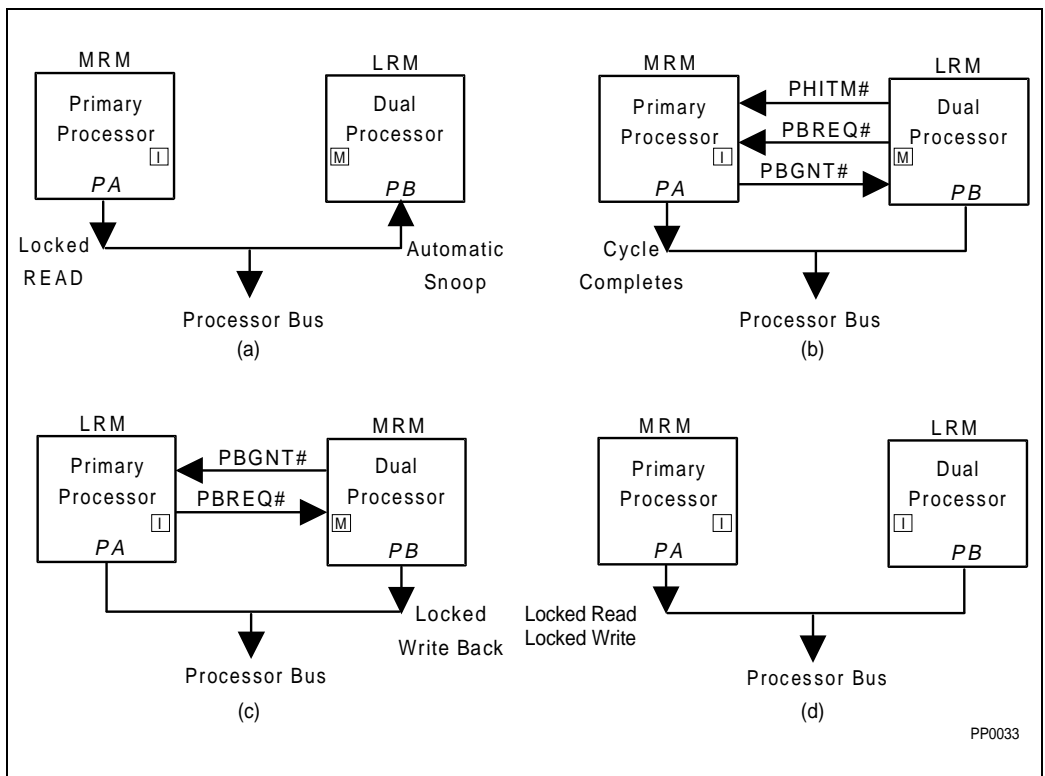 MRM
Primary
Processor
I
PA
LRM
Dual
Processor
M
PB
Locked
READ
Automatic
Snoop
Processor Bus
(a)
MRM
Primary
Processor
I
PA
PHITM#
PBREQ#
PBGNT#
LRM
Dual
Processor
M
PB
Cycle
Completes
Processor Bus
(b)
LRM
Primary
Processor
I
PA
PBGNT#
PBREQ#
MRM
Dual
Processor
M
PB
Locked
Write Back
Processor Bus
(c)
MRM
Primary
Processor
I
PA
LRM
Dual
Processor
I
PB
Locked Read
Locked Write
Processor Bus
(d)
PP0033